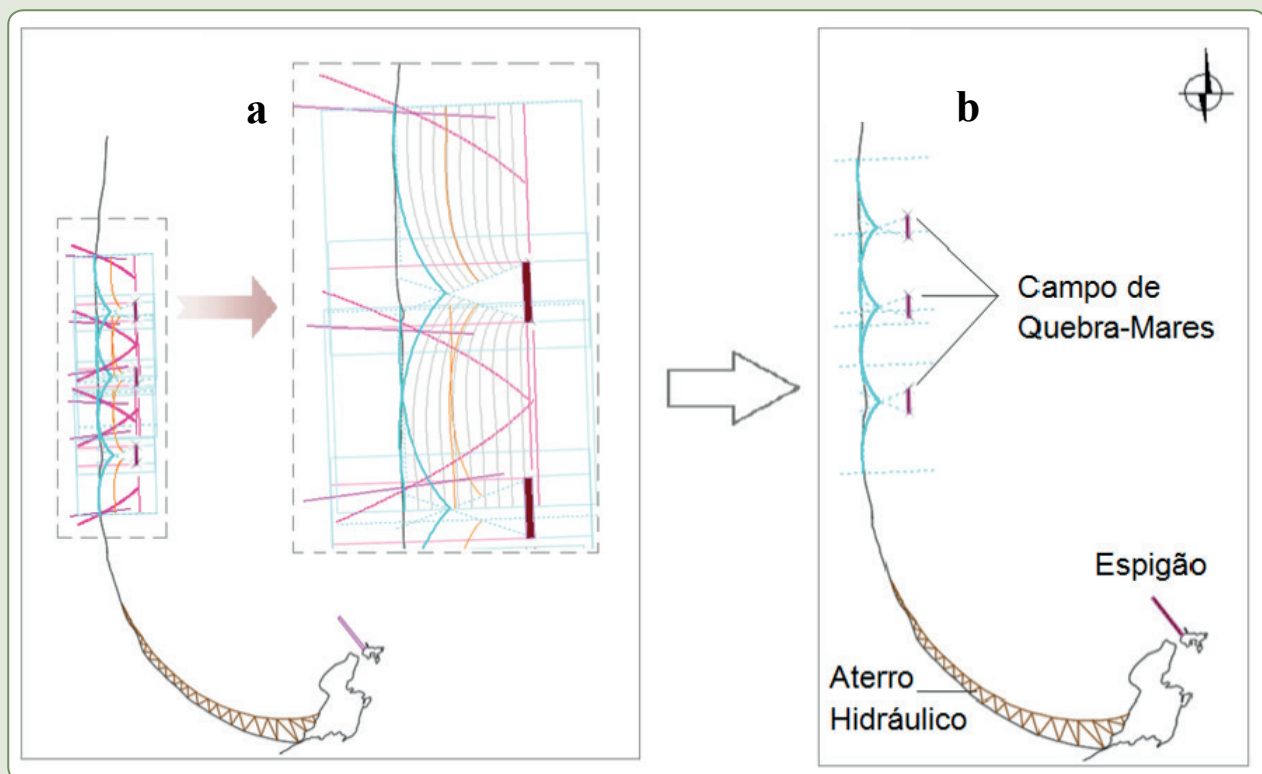 a
b
Campo de
Quebra-Mares
Espigão
Aterro
Hidráulico